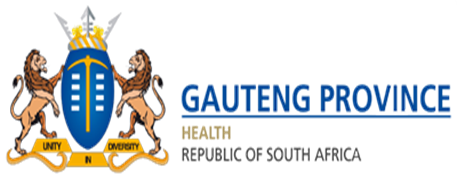 GAUTENG PROVINCE
HEALTH
REPUBLIC OF SOUTH AFRICA
UNITY
IN
DIVERSITY